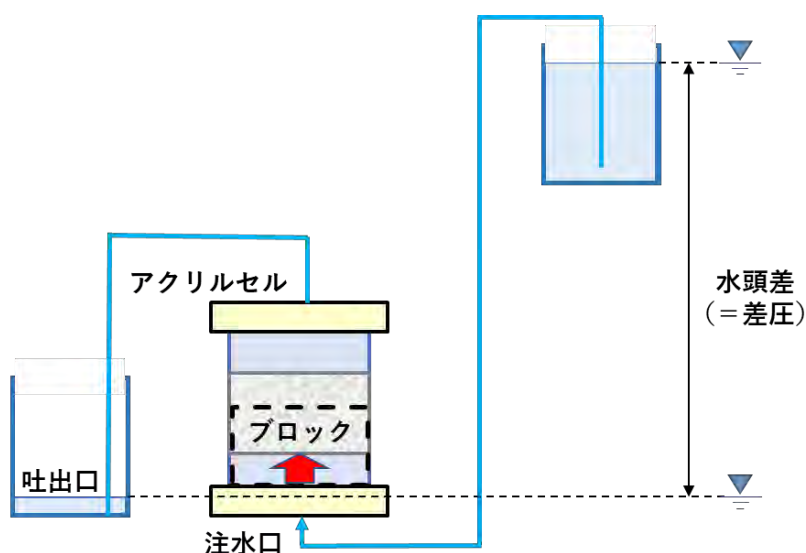 アクリルセル
水頭差
（＝差圧）
ブロック
吐出口
注水口